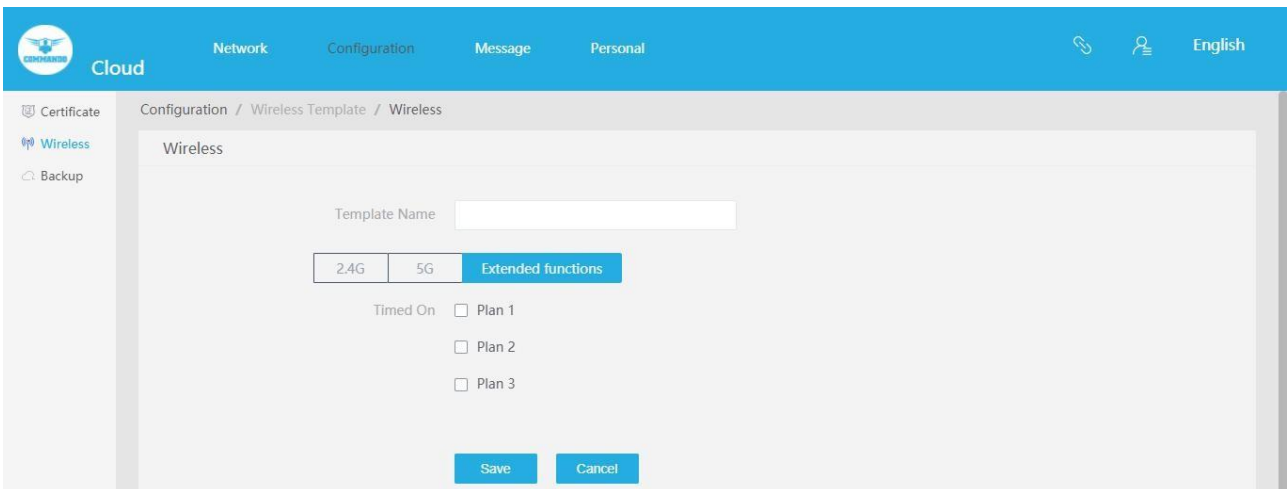 COMMANDO
Cloud
Network Configuration Message Personal English
Certificate
Wireless
Backup
Configuration / Wireless Template / Wireless
Wireless
Template Name
2.4G 5G Extended functions
Timed On Plan 1
Plan 2
Plan 3
Save Cancel